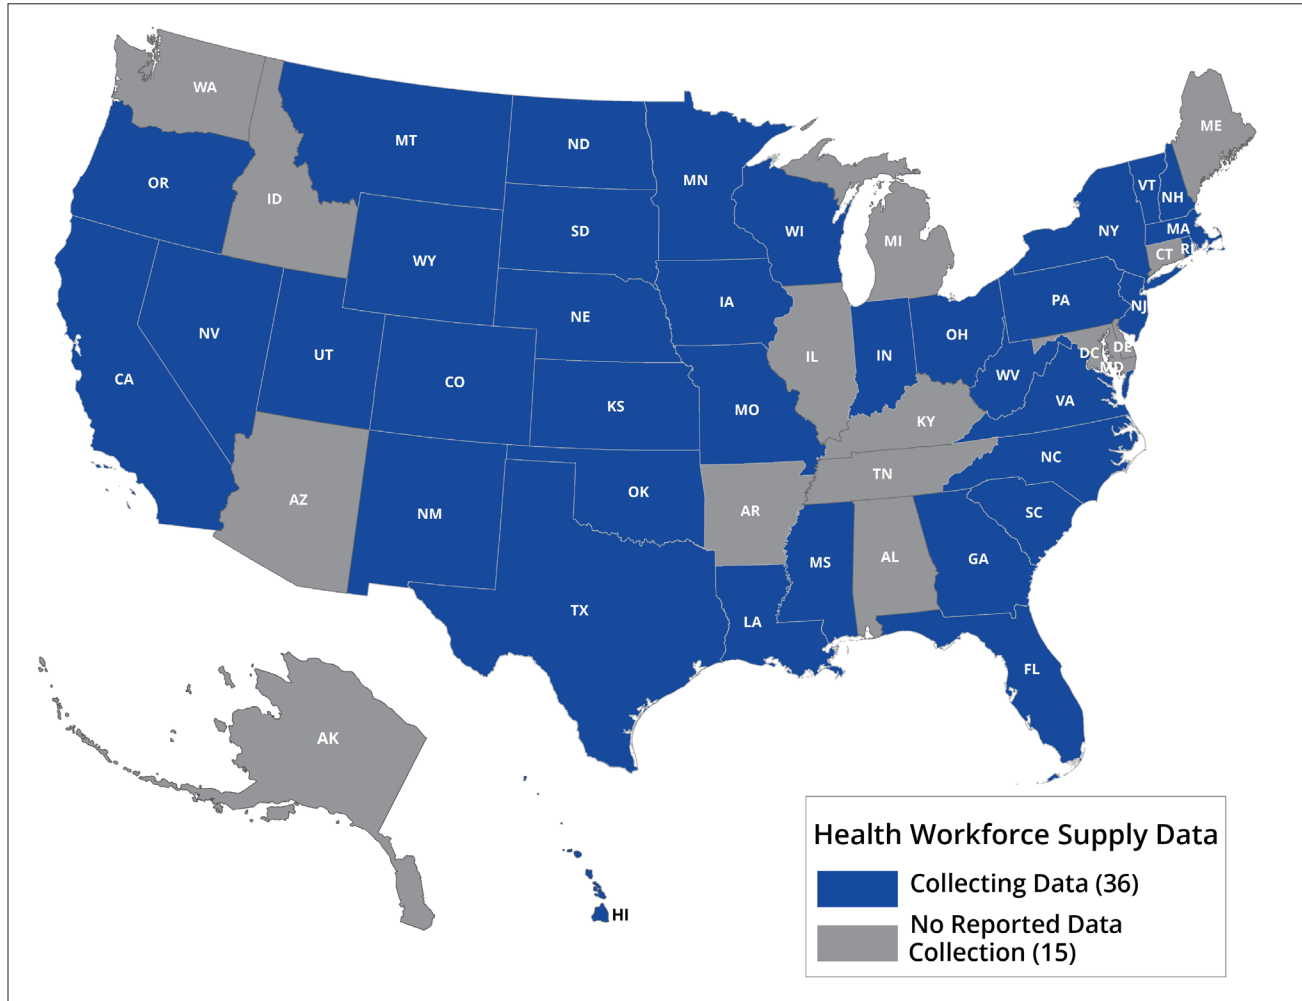 WA
ME
MT
ND
OR
MN
VT
ID
NH
SD
WI
NY
MA
MI
RI
CT
WY
IA
PA
NJ
NE
NV
OH
DE
UT
IL
IN
DC
MD
WV
CA
CO
VA
KS
MO
KY
NC
TN
OK
AZ
AR
SC
NM
AL
GA
MS
TX
LA
FL
AK
Health Workforce Supply Data
Collecting Data (36)
HI
No Reported Data
Collection (15)